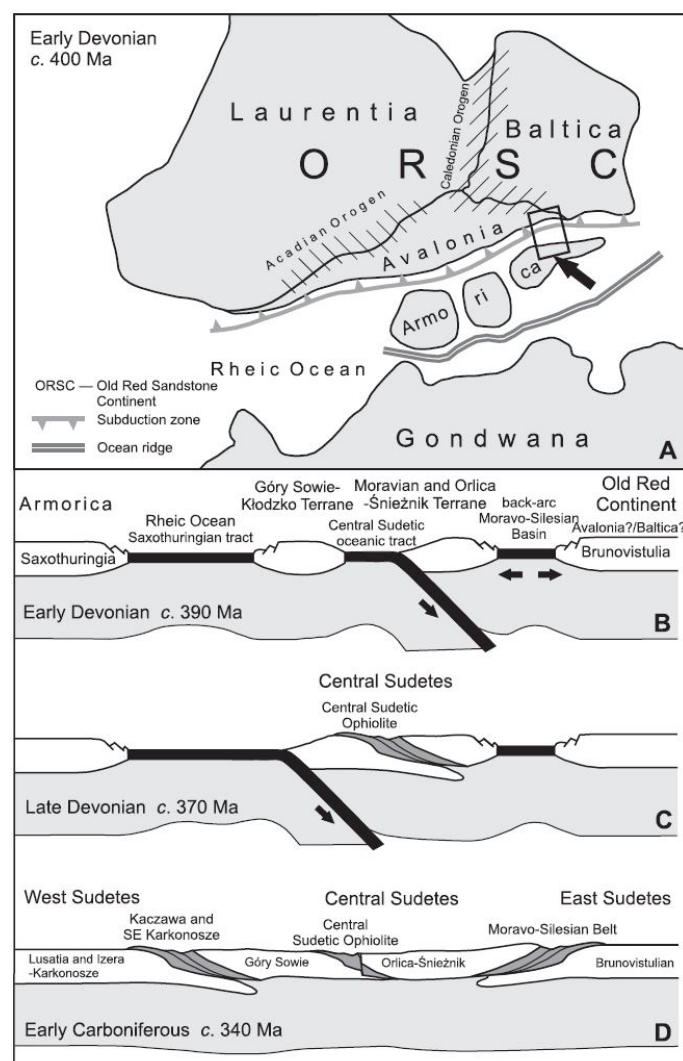 Early Devonian
c. 400 Ma
Laurentia
Baltica
O R S C
Caledonian Orogen
Acadian Orogen
Avalonia
Armo
ri
ca
Rheic Ocean
ORSC — Old Red Sandstone
Continent
Subduction zone
Ocean ridge
Gondwana
A
Armorica
Góry Sowie-
Kłodzko Terrane
Moravian and Orlica
-Śnieżnik Terrane
Old Red
Continent
Rheic Ocean
Saxothuringian tract
Central Sudetic
oceanic tract
back-arc
Moravo-Silesian
Basin
Avalonia?/Baltica?
Saxothuringia
Brunovistulia
Early Devonian c. 390 Ma
B
Central Sudetes
Central Sudetic
Ophiolite
Late Devonian c. 370 Ma
C
West Sudetes
Central Sudetes
East Sudetes
Kaczawa and
SE Karkonosze
Central
Sudetic Ophiolite
Moravo-Silesian Belt
Lusatia and Izera
-Karkonosze
Góry Sowie
Orlica-Śnieżnik
Brunovistulian
Early Carboniferous c. 340 Ma
D